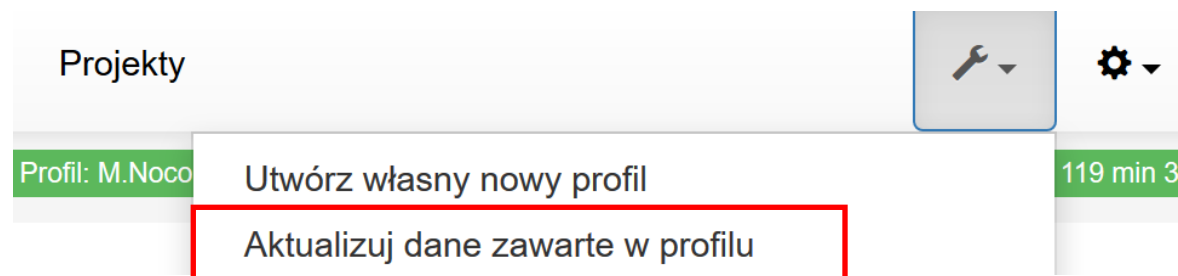 Projekty
Profil: M.Noco
119 min 3
Utwórz własny nowy profil
Aktualizuj dane zawarte w profilu